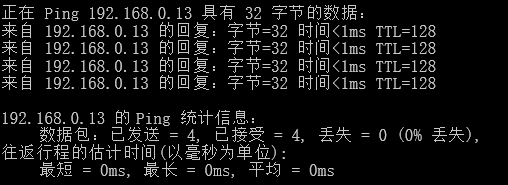 正在 Ping 192.168.0.13 具有 32 字节的数据:
来自 192.168.0.13 的回复: 字节=32 时间<1ms TTL=128
来自 192.168.0.13 的回复: 字节=32 时间<1ms TTL=128
来自 192.168.0.13 的回复: 字节=32 时间<1ms TTL=128
来自 192.168.0.13 的回复: 字节=32 时间<1ms TTL=128
192.168.0.13 的 Ping 统计信息:
数据包: 已发送 = 4, 已接受 = 4, 丢失 = 0 (0% 丢失),
往返行程的估计时间(以毫秒为单位):
最短 = 0ms, 最长 = 0ms, 平均 = 0ms